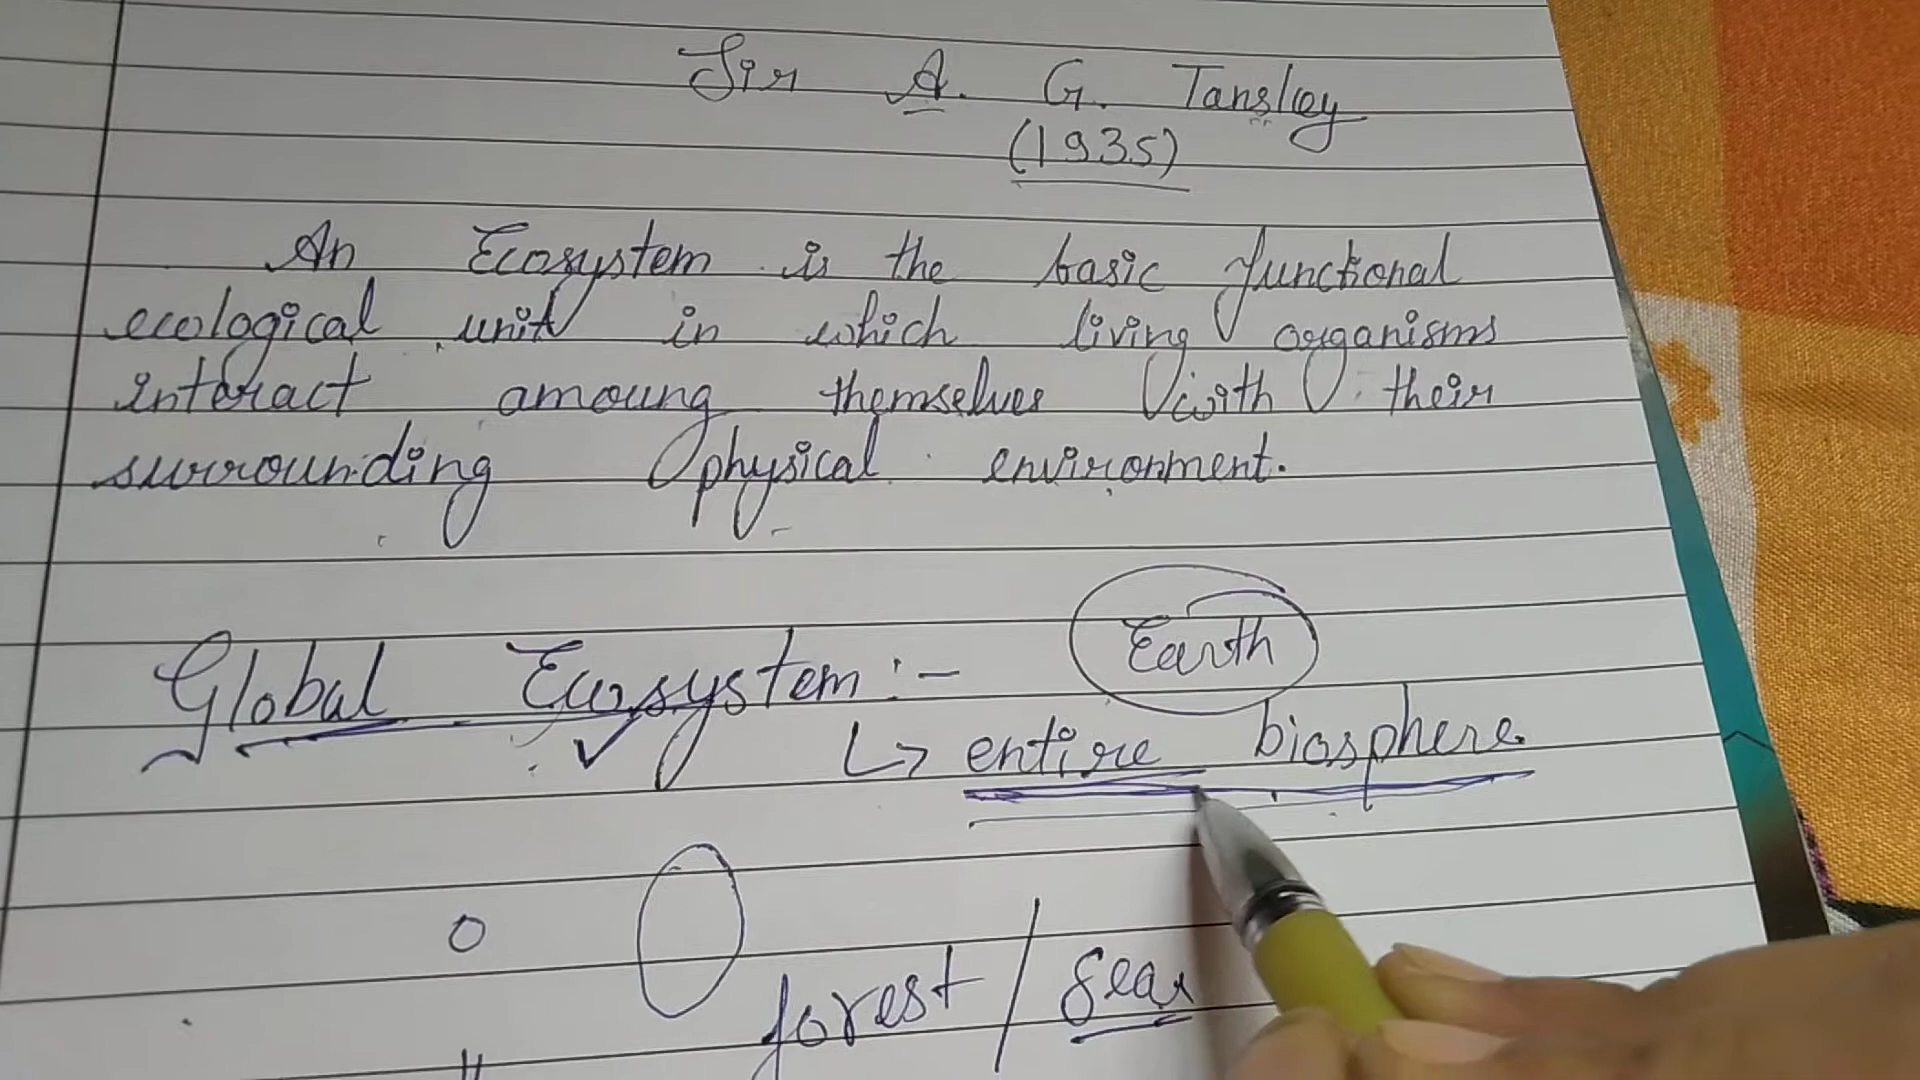 Sir A. G. Tansley
(1935)
An Ecosystem is the basic functional
ecological unit in which living organisms
interact amoung themselves with their
surrounding physical environment.
Global Ecosystem :- Earth
↳ entire biosphere.
forest / sea